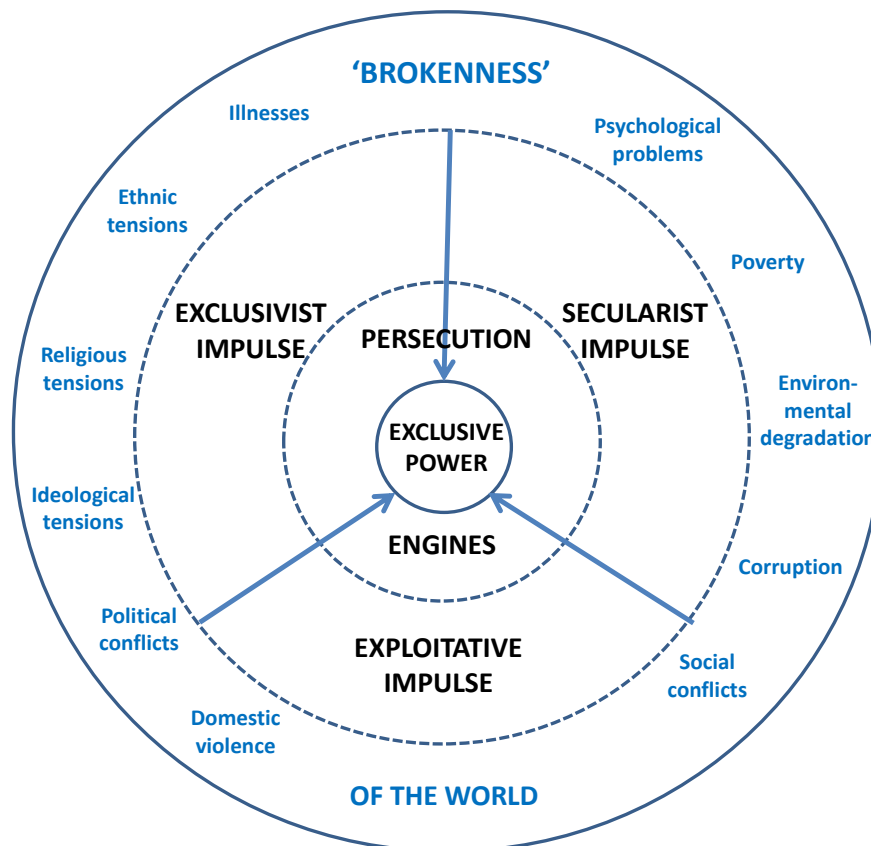 ‘BROKENNESS’
Illnesses
Psychological
problems
Ethnic
tensions
Poverty
EXCLUSIVIST
IMPULSE
PERSECUTION
SECULARIST
IMPULSE
Religious
tensions
Environ-
mental
degradation
EXCLUSIVE
POWER
Ideological
tensions
ENGINES
Corruption
Political
conflicts
EXPLOITATIVE
IMPULSE
Social
conflicts
Domestic
violence
OF THE WORLD